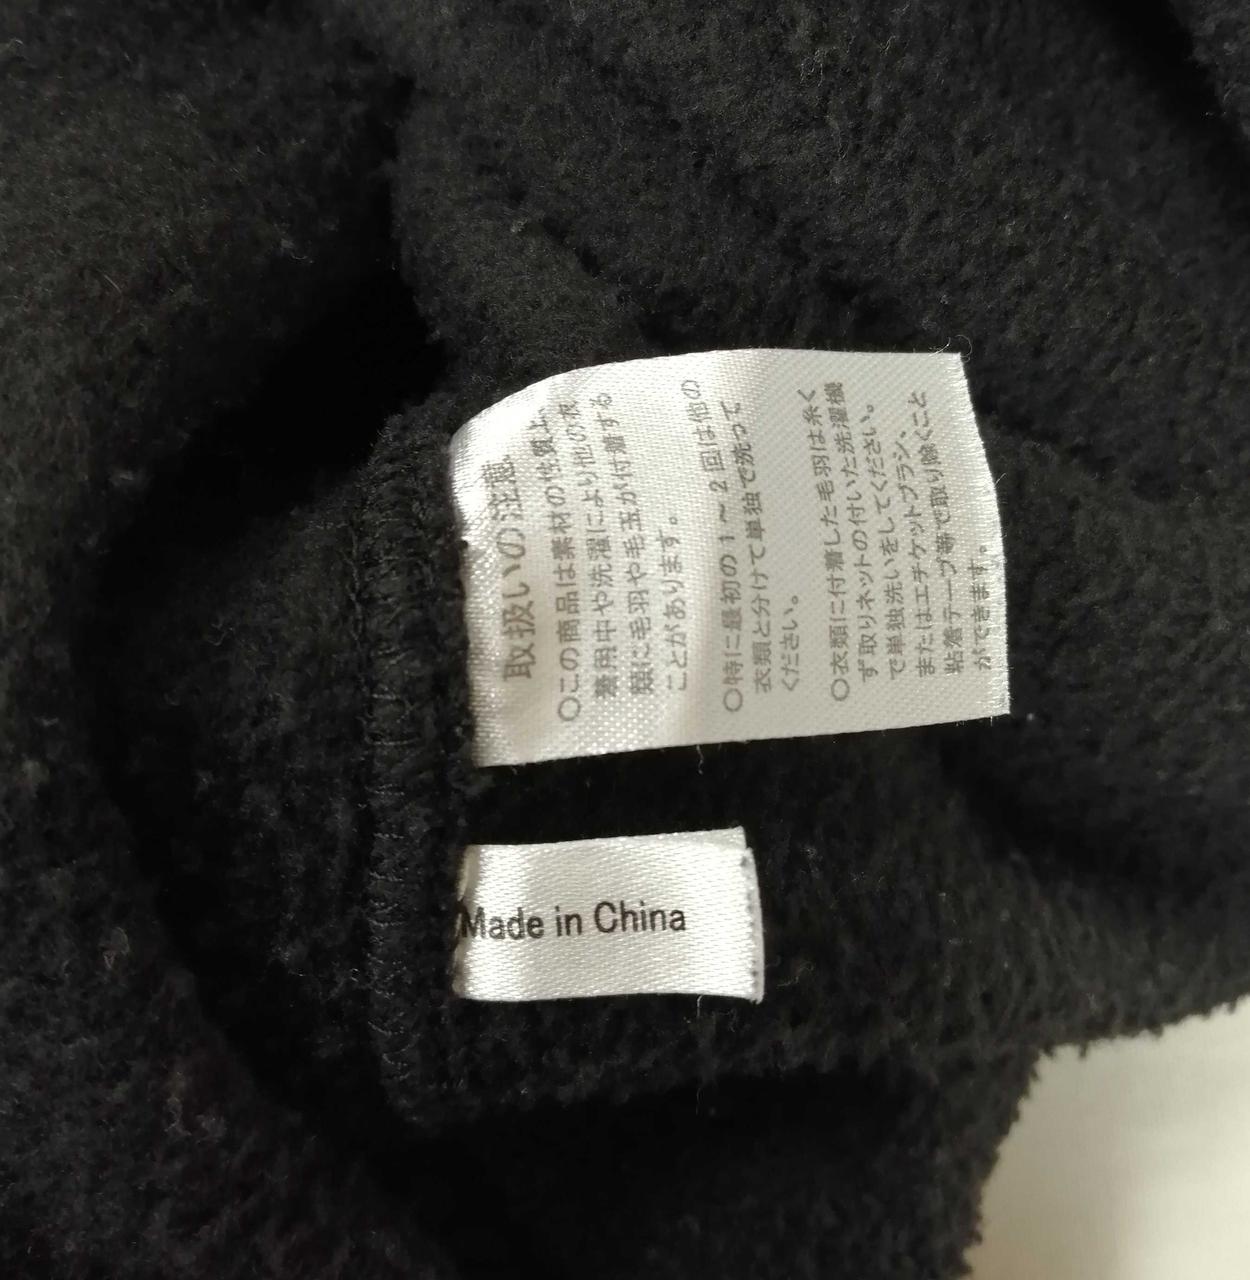 取扱いの注意
○この商品は素材の性質上、
着用中や洗濯により他の衣
類に毛羽や毛玉が付着する
ことがあります。
○特に最初の1~2回は他の
衣類と分けて単独で洗って
ください。
○衣類に付着した毛羽は糸く
ず取りネットの付いた洗濯機
で単独洗いをしてください。
またはエチケットブラシ、
粘着テープ等で取り除くこと
ができます。
Made in China